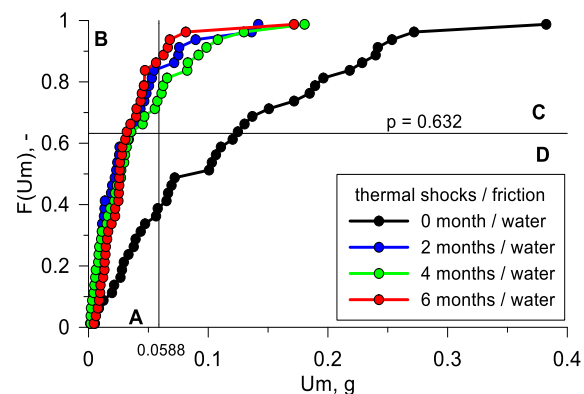 1
B
0.8
C
p = 0.632
0.6
D
F(Um), -
thermal shocks / friction
0 month / water
0.4
2 months / water
4 months / water
0.2
6 months / water
A
0
0.0588
0 0.1 0.2 0.3 0.4
Um, g